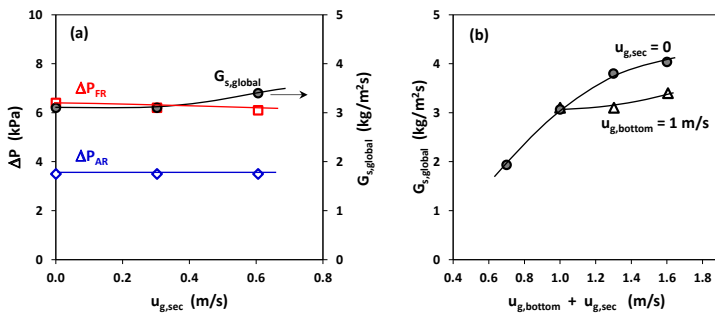 (a)
ΔP_FR
G_s,global
ΔP_AR
10
8
6
4
2
0
5
4
3
2
1
0
0.0 0.2 0.4 0.6 0.8
ΔP (kPa)
G_s,global (kg/m²s)
u_g,sec (m/s)
(b)
u_g,sec = 0
u_g,bottom = 1 m/s
5
4
3
2
1
0
0.4 0.6 0.8 1.0 1.2 1.4 1.6 1.8
G_s,global (kg/m²s)
u_g,bottom + u_g,sec (m/s)